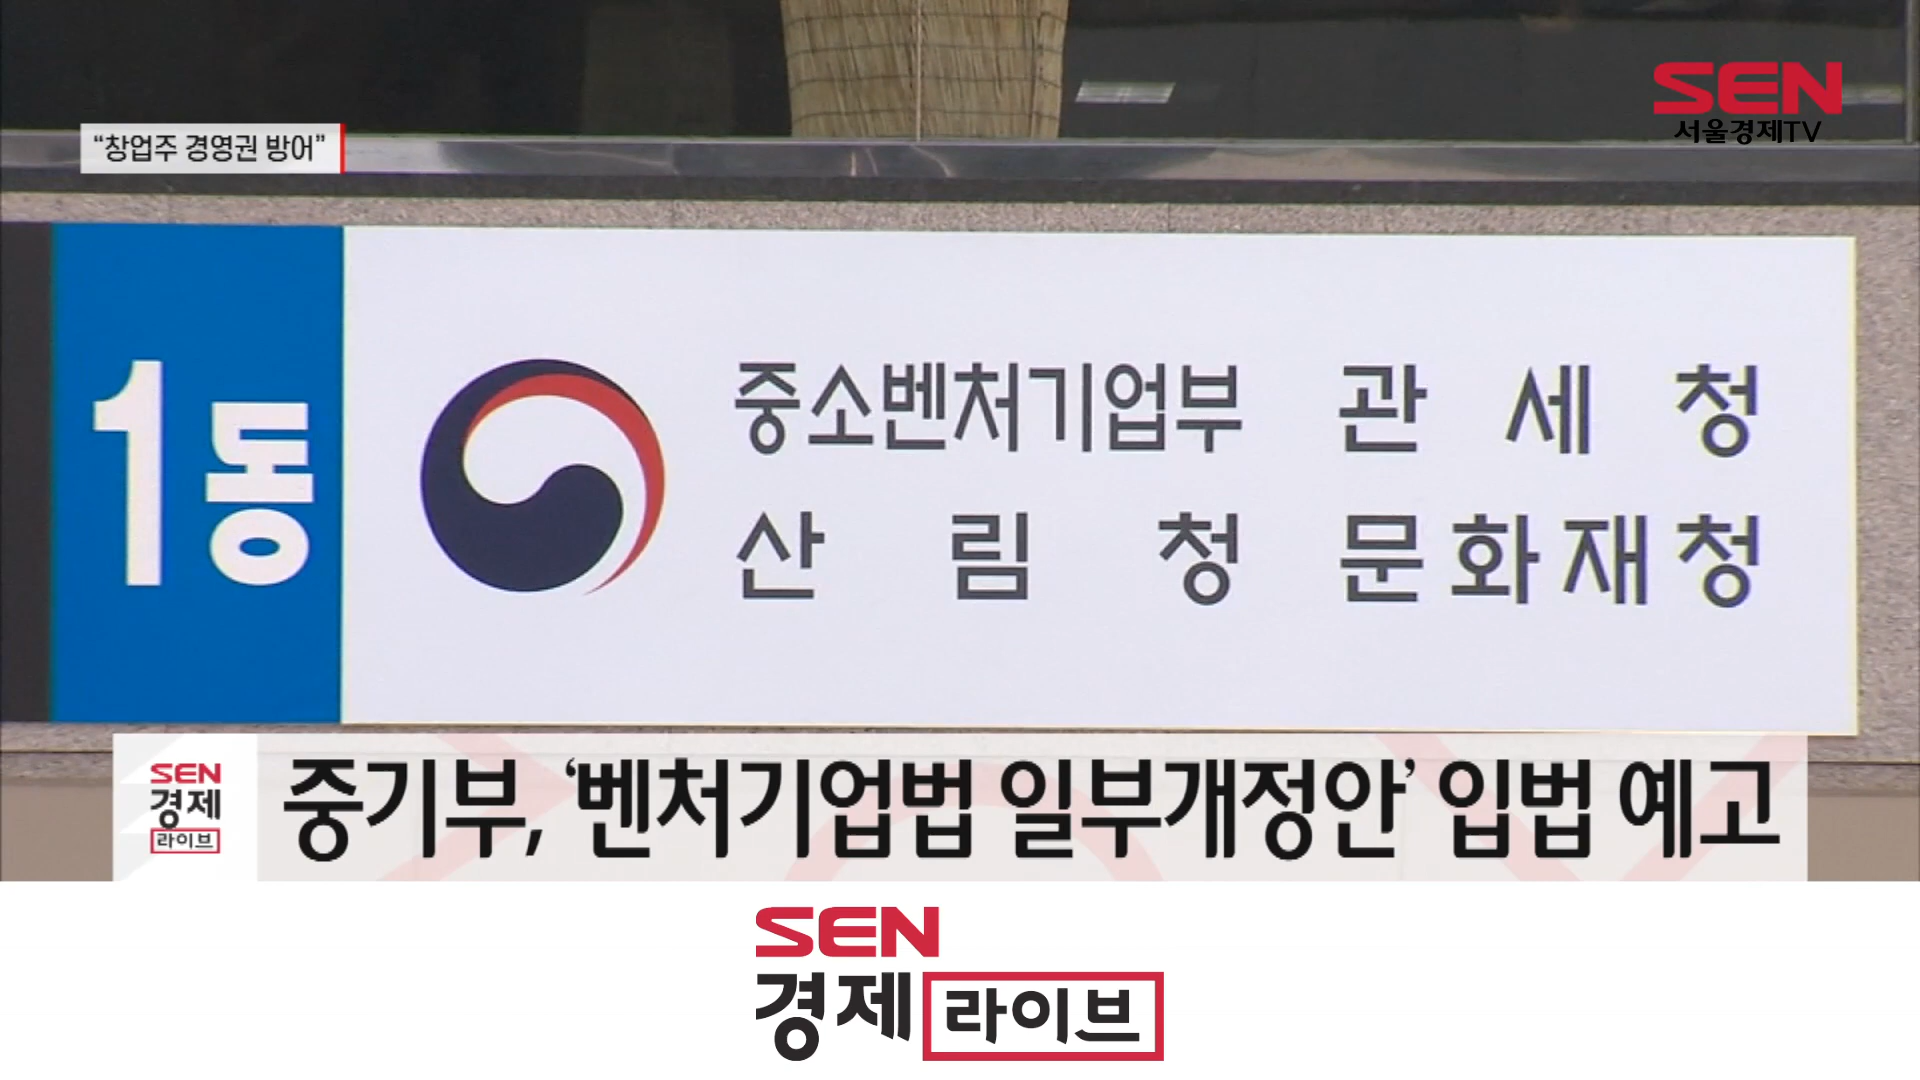 SEN
서울경제TV
“창업주 경영권 방어”
1동
중소벤처기업부 관세청
산림청 문화재청
SEN
경제
라이브
중기부, ‘벤처기업법 일부개정안’ 입법 예고
SEN
경제 라이브